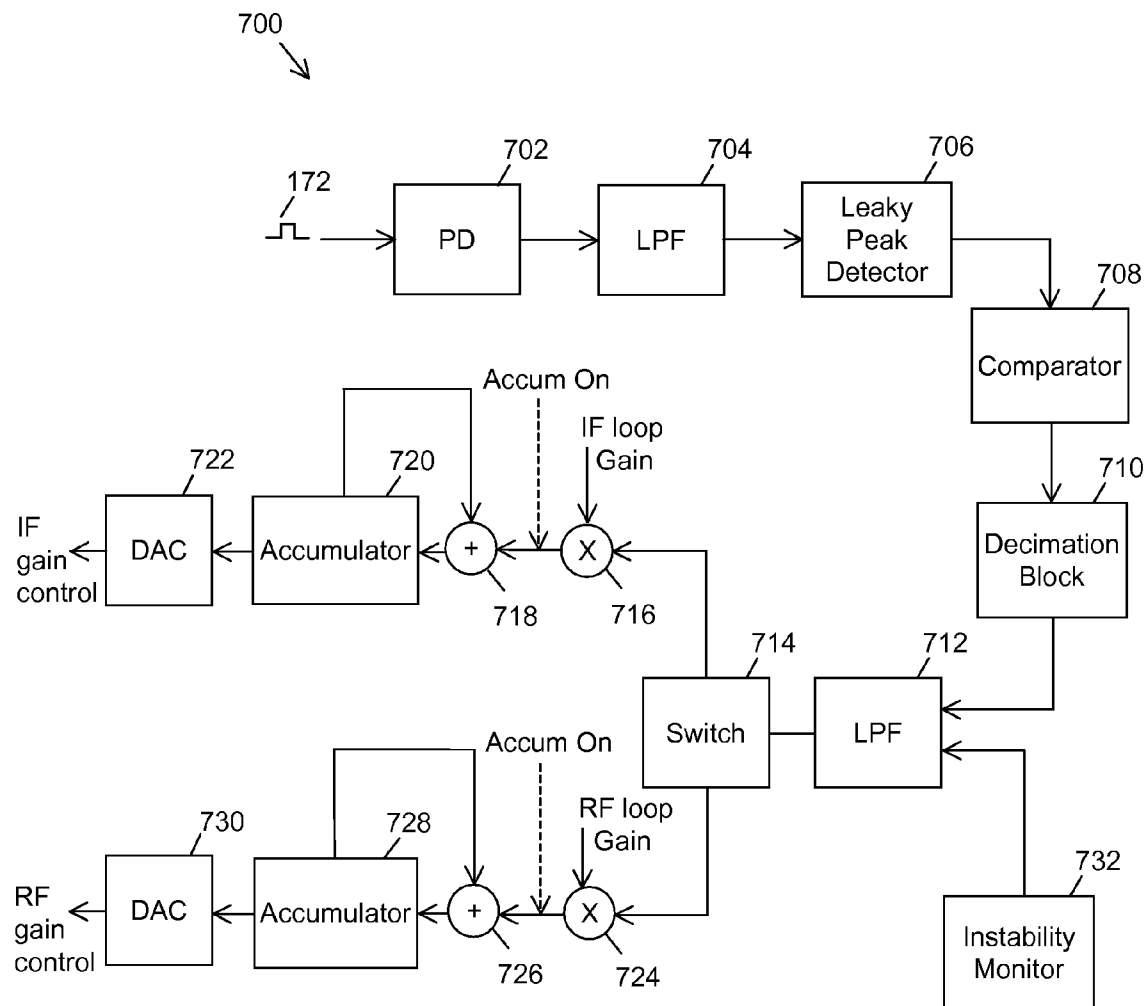 700
702
704
706
172
PD
LPF
Leaky
Peak
Detector
708
Comparator
Accum On
IF loop
Gain
722
720
710
IF
gain
control
DAC
Accumulator
+
X
Decimation
Block
718
716
714
712
Switch
LPF
Accum On
RF loop
Gain
730
728
732
RF
gain
control
DAC
Accumulator
+
X
726
724
Instability
Monitor